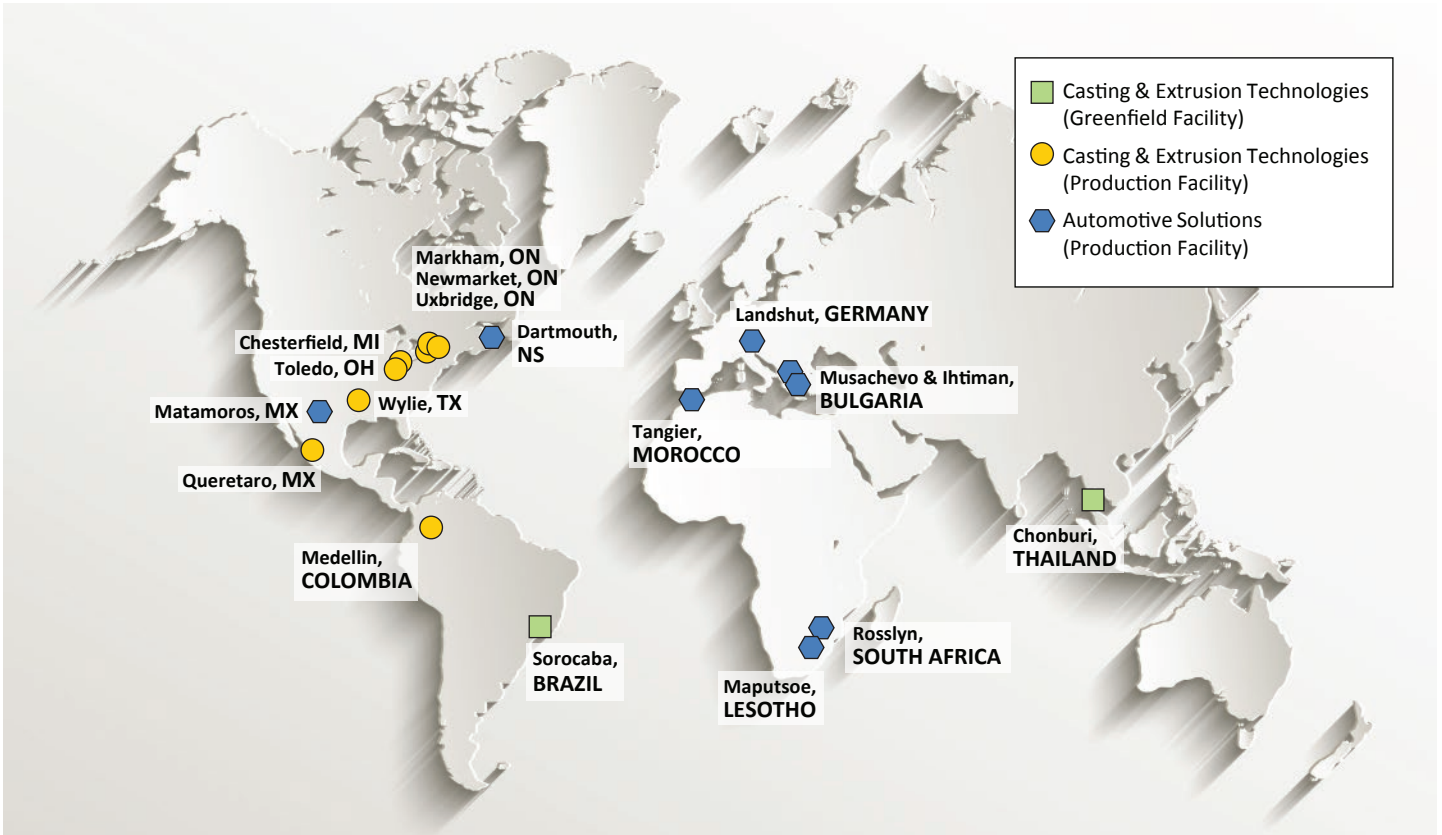 Casting & Extrusion Technologies
(Greenfield Facility)
Casting & Extrusion Technologies
(Production Facility)
Automotive Solutions
(Production Facility)
Markham, ON
Newmarket, ON
Uxbridge, ON
Chesterfield, MI
Toledo, OH
Dartmouth,
NS
Wylie, TX
Matamoros, MX
Queretaro, MX
Medellin,
COLOMBIA
Sorocaba,
BRAZIL
Landshut, GERMANY
Musachevo & Ihtiman,
BULGARIA
Tangier,
MOROCCO
Rosslyn,
SOUTH AFRICA
Maputsoe,
LESOTHO
Chonburi,
THAILAND